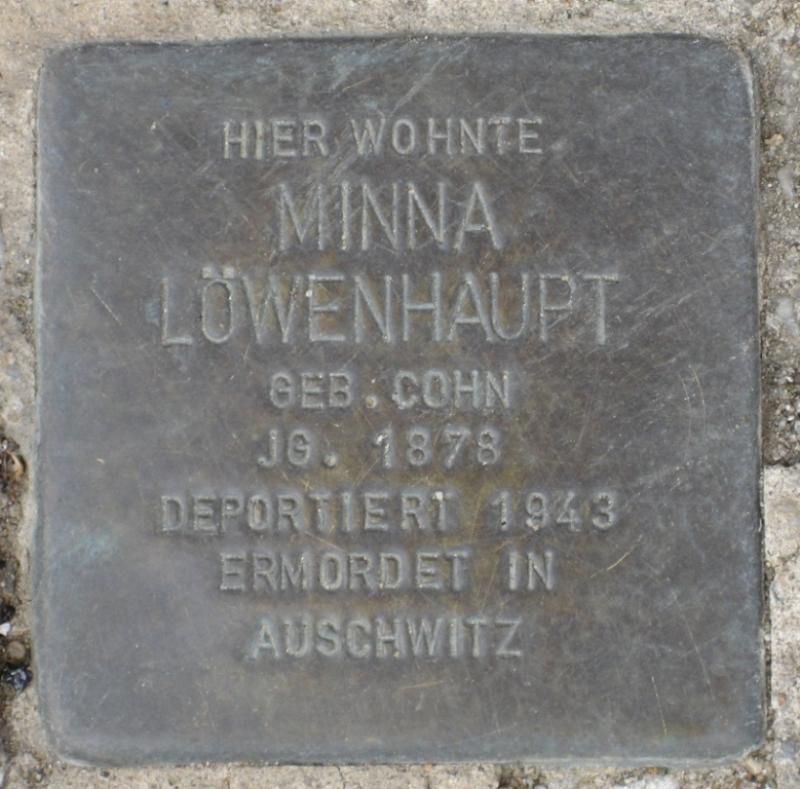 HIER WOHNTE
MINNA
LÖWENHAUPT
GEB. COHN
JG. 1878
DEPORTIERT 1943
ERMORDET IN
AUSCHWITZ